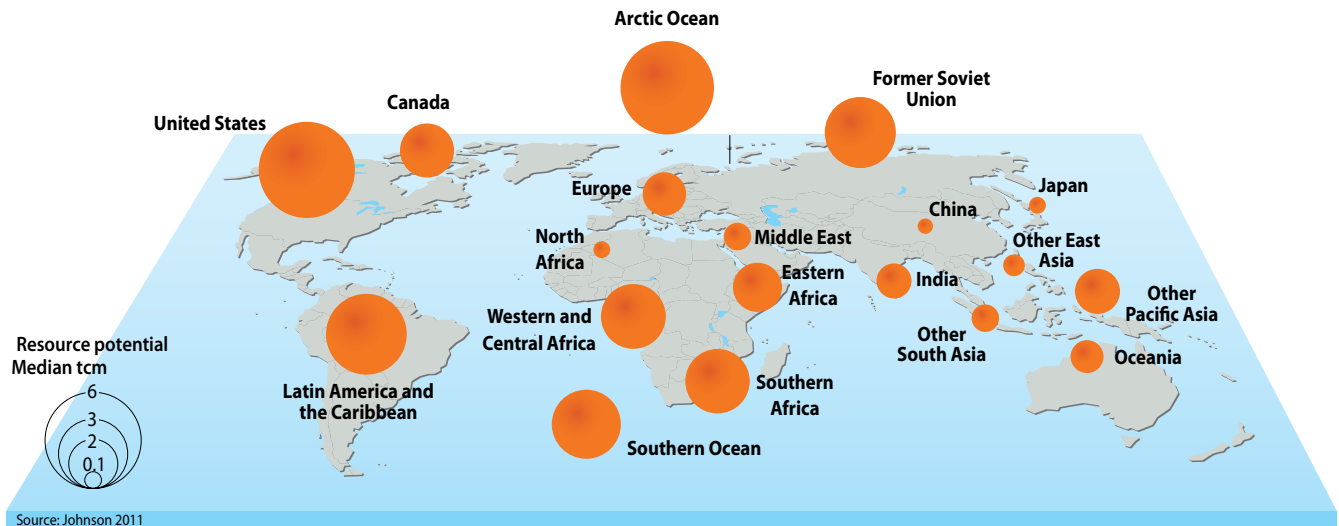 Arctic Ocean
Former Soviet
Union
Canada
United States
Europe
Japan
China
North
Africa
Middle East
Other East
Asia
Eastern
Africa
India
Other
Pacific Asia
Western and
Central Africa
Other
South Asia
Oceania
Resource potential
Median tcm
6
3
2
0,1
Latin America and
the Caribbean
Southern
Africa
Southern Ocean
Source: Johnson 2011